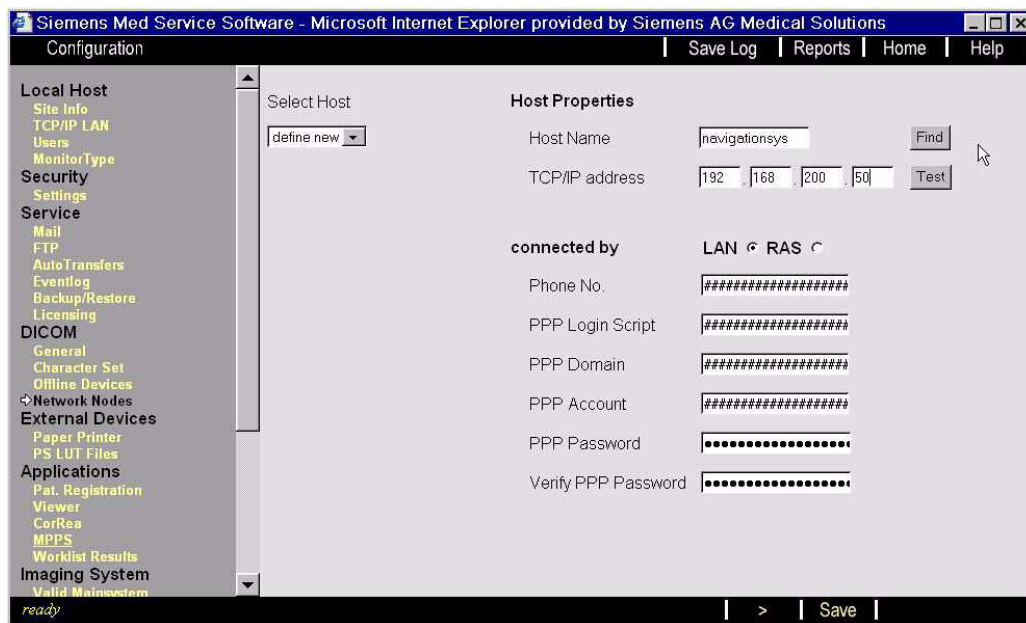 Siemens Med Service Software - Microsoft Internet Explorer provided by Siemens AG Medical Solutions
Configuration
Save Log
Reports
Home
Help
Local Host
Site Info
TCP/IP LAN
Users
MonitorType
Security
Settings
Service
Mail
FTP
AutoTransfers
Eventlog
Backup/Restore
Licensing
DICOM
General
Character Set
Offline Devices
Network Nodes
External Devices
Paper Printer
PS LUT Files
Applications
Pat. Registration
Viewer
CorRea
MPPS
Worklist Results
Imaging System
Valid Mainsystem
Select Host
define new
Host Properties
Host Name navigationsys Find
TCP/IP address 192 . 168 . 200 . 50 Test
connected by LAN RAS
Phone No. ###################
PPP Login Script ###################
PPP Domain ###################
PPP Account ###################
PPP Password ●●●●●●●●●●●●●●●●●●
Verify PPP Password ●●●●●●●●●●●●●●●●●●
ready
> Save